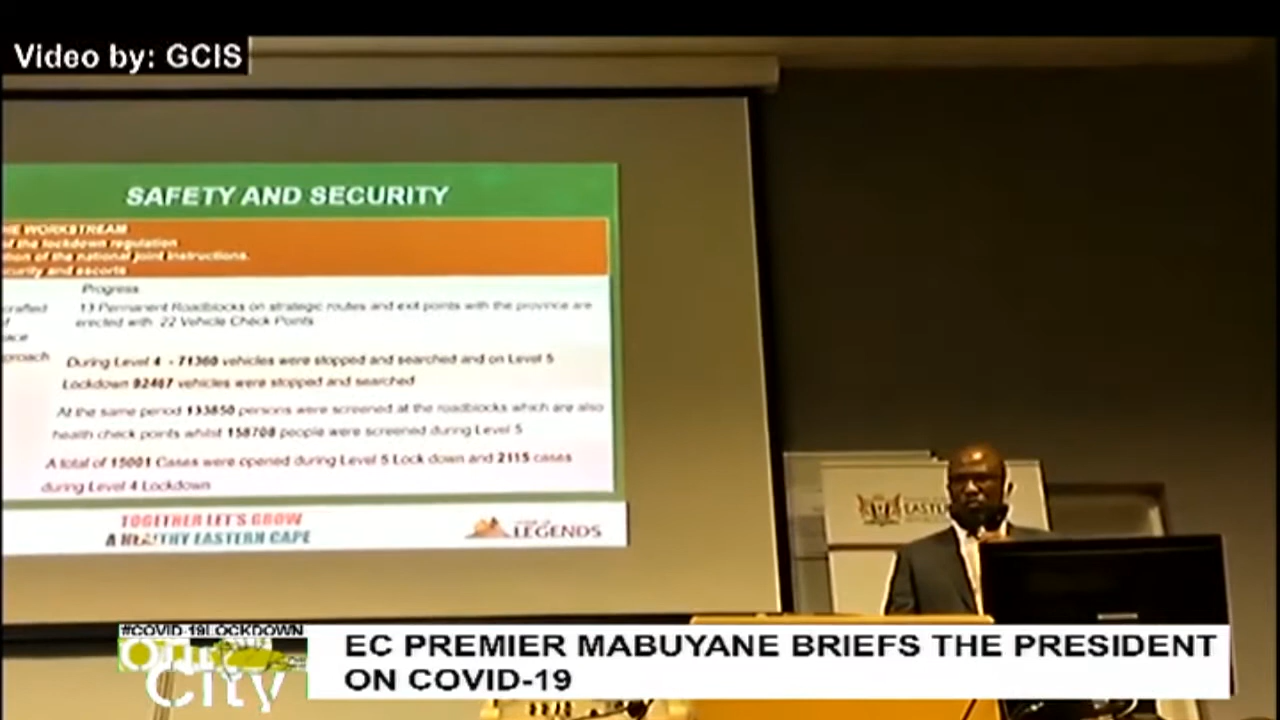 Video by: GCIS
SAFETY AND SECURITY
WORKSTREAM
of the lockdown regulation
of the national joint instructions.
and escorts
Progress
13 Permanent Roadblocks on strategic routes and exit points with the province are
erected with 22 Vehicle Check Points
During Level 4 - 71360 vehicles were stopped and searched and on Level 5
Lockdown 92467 vehicles were stopped and searched
At the same period 133850 persons were screened at the roadblocks which are also
health check points whilst 158708 people were screened during Level 5
A total of 15001 Cases were opened during Level 5 Lock down and 2115 cases
during Level 4 Lockdown
TOGETHER LET'S GROW
A HEALTHY EASTERN CAPE
LEGENDS
#COVID-19LOCKDOWN
Our
City
EC PREMIER MABUYANE BRIEFS THE PRESIDENT
ON COVID-19